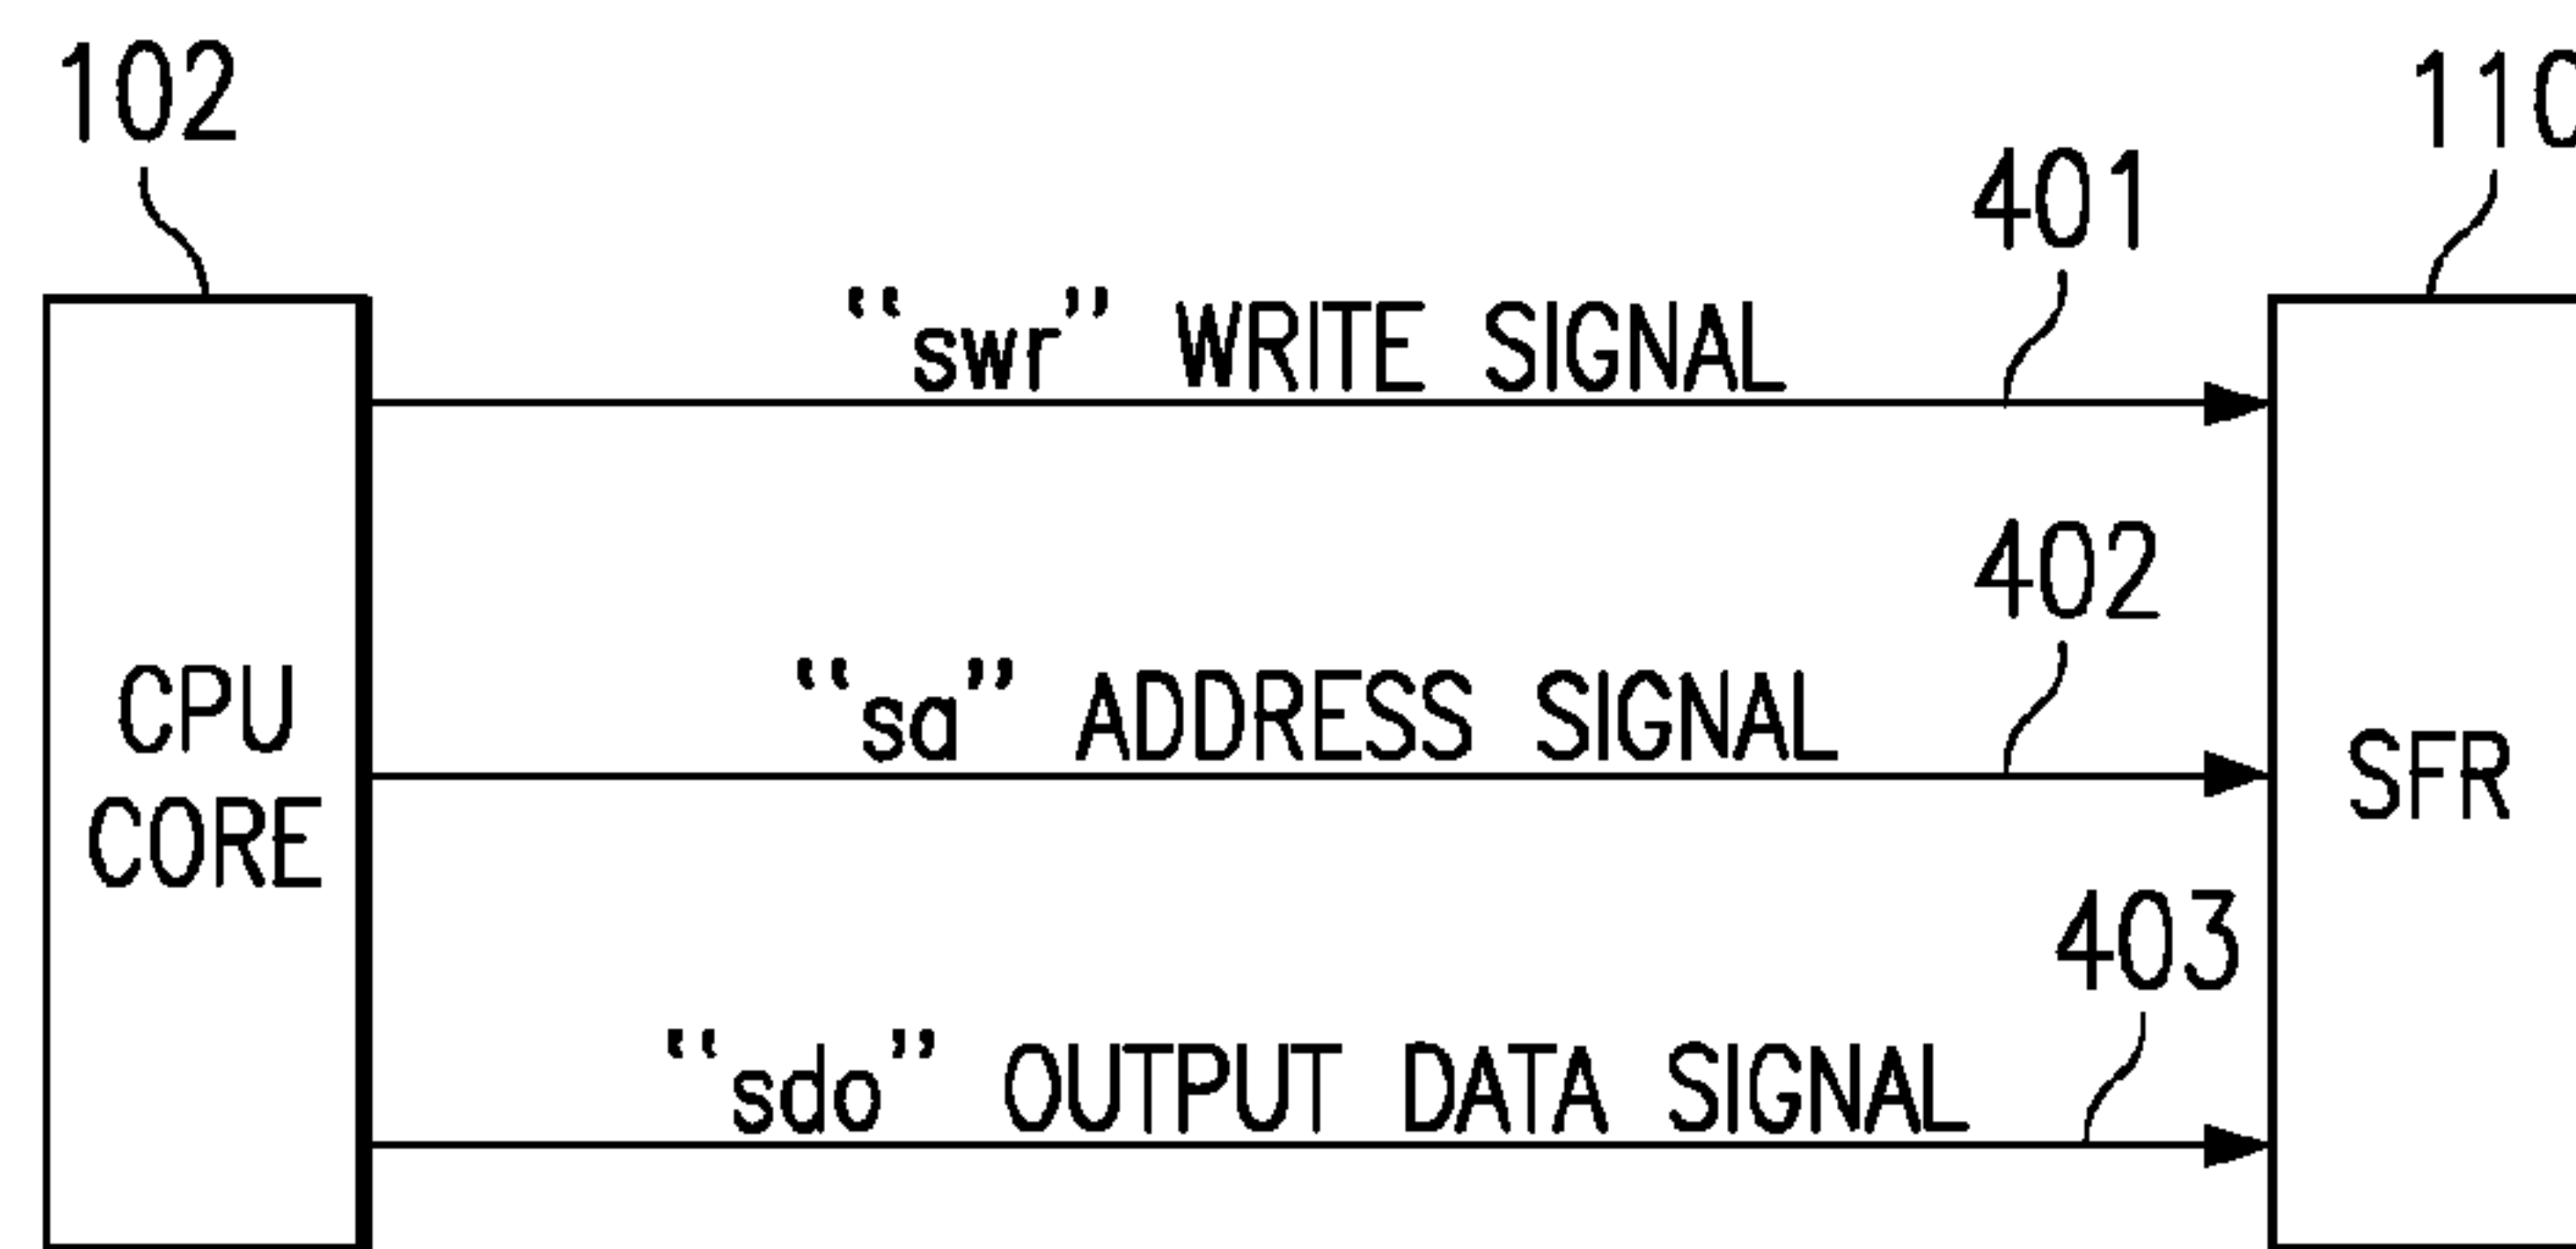 102
110
401
"swr" WRITE SIGNAL
402
"sa" ADDRESS SIGNAL
CPU
CORE
SFR
403
"sdo" OUTPUT DATA SIGNAL